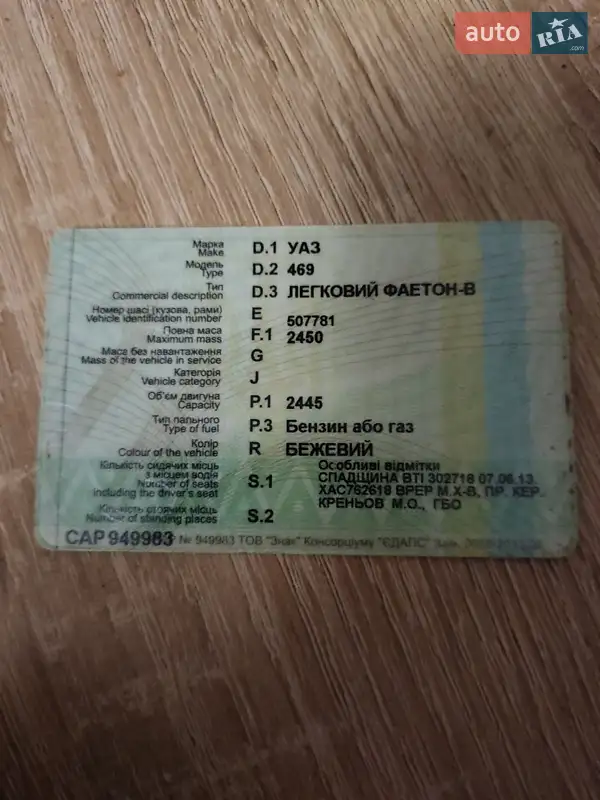 auto RIA .com
Марка D.1 УАЗ
Make
Модель D.2 469
Type
Тип D.3 ЛЕГКОВИЙ ФАЕТОН-В
Commercial description
Номер шасі (кузова, рами) E 507781
Vehicle identification number
Повна маса F.1 2450
Maximum mass
Маса без навантаження G
Mass of the vehicle in service
Категорія J
Vehicle category
Об'єм двигуна P.1 2445
Capacity
Тип пального P.3 Бензин або газ
Type of fuel
Колір R БЕЖЕВИЙ
Colour of the vehicle
Кількість сидячих місць
з місцем водія S.1
Number of seats
including the driver's seat
Особливі відмітки
СПАДЩИНА ВТІ 302718 07.06.13.
ХАС762618 ВРЕР М.Х-В, ПР. КЕР.
КРЕНЬОВ М.О., ГБО
Кількість стоячих місць S.2
Number of standing places
САР 949983 № 949983 ТОВ "Знак" Консорціуму "ЄДАПС"